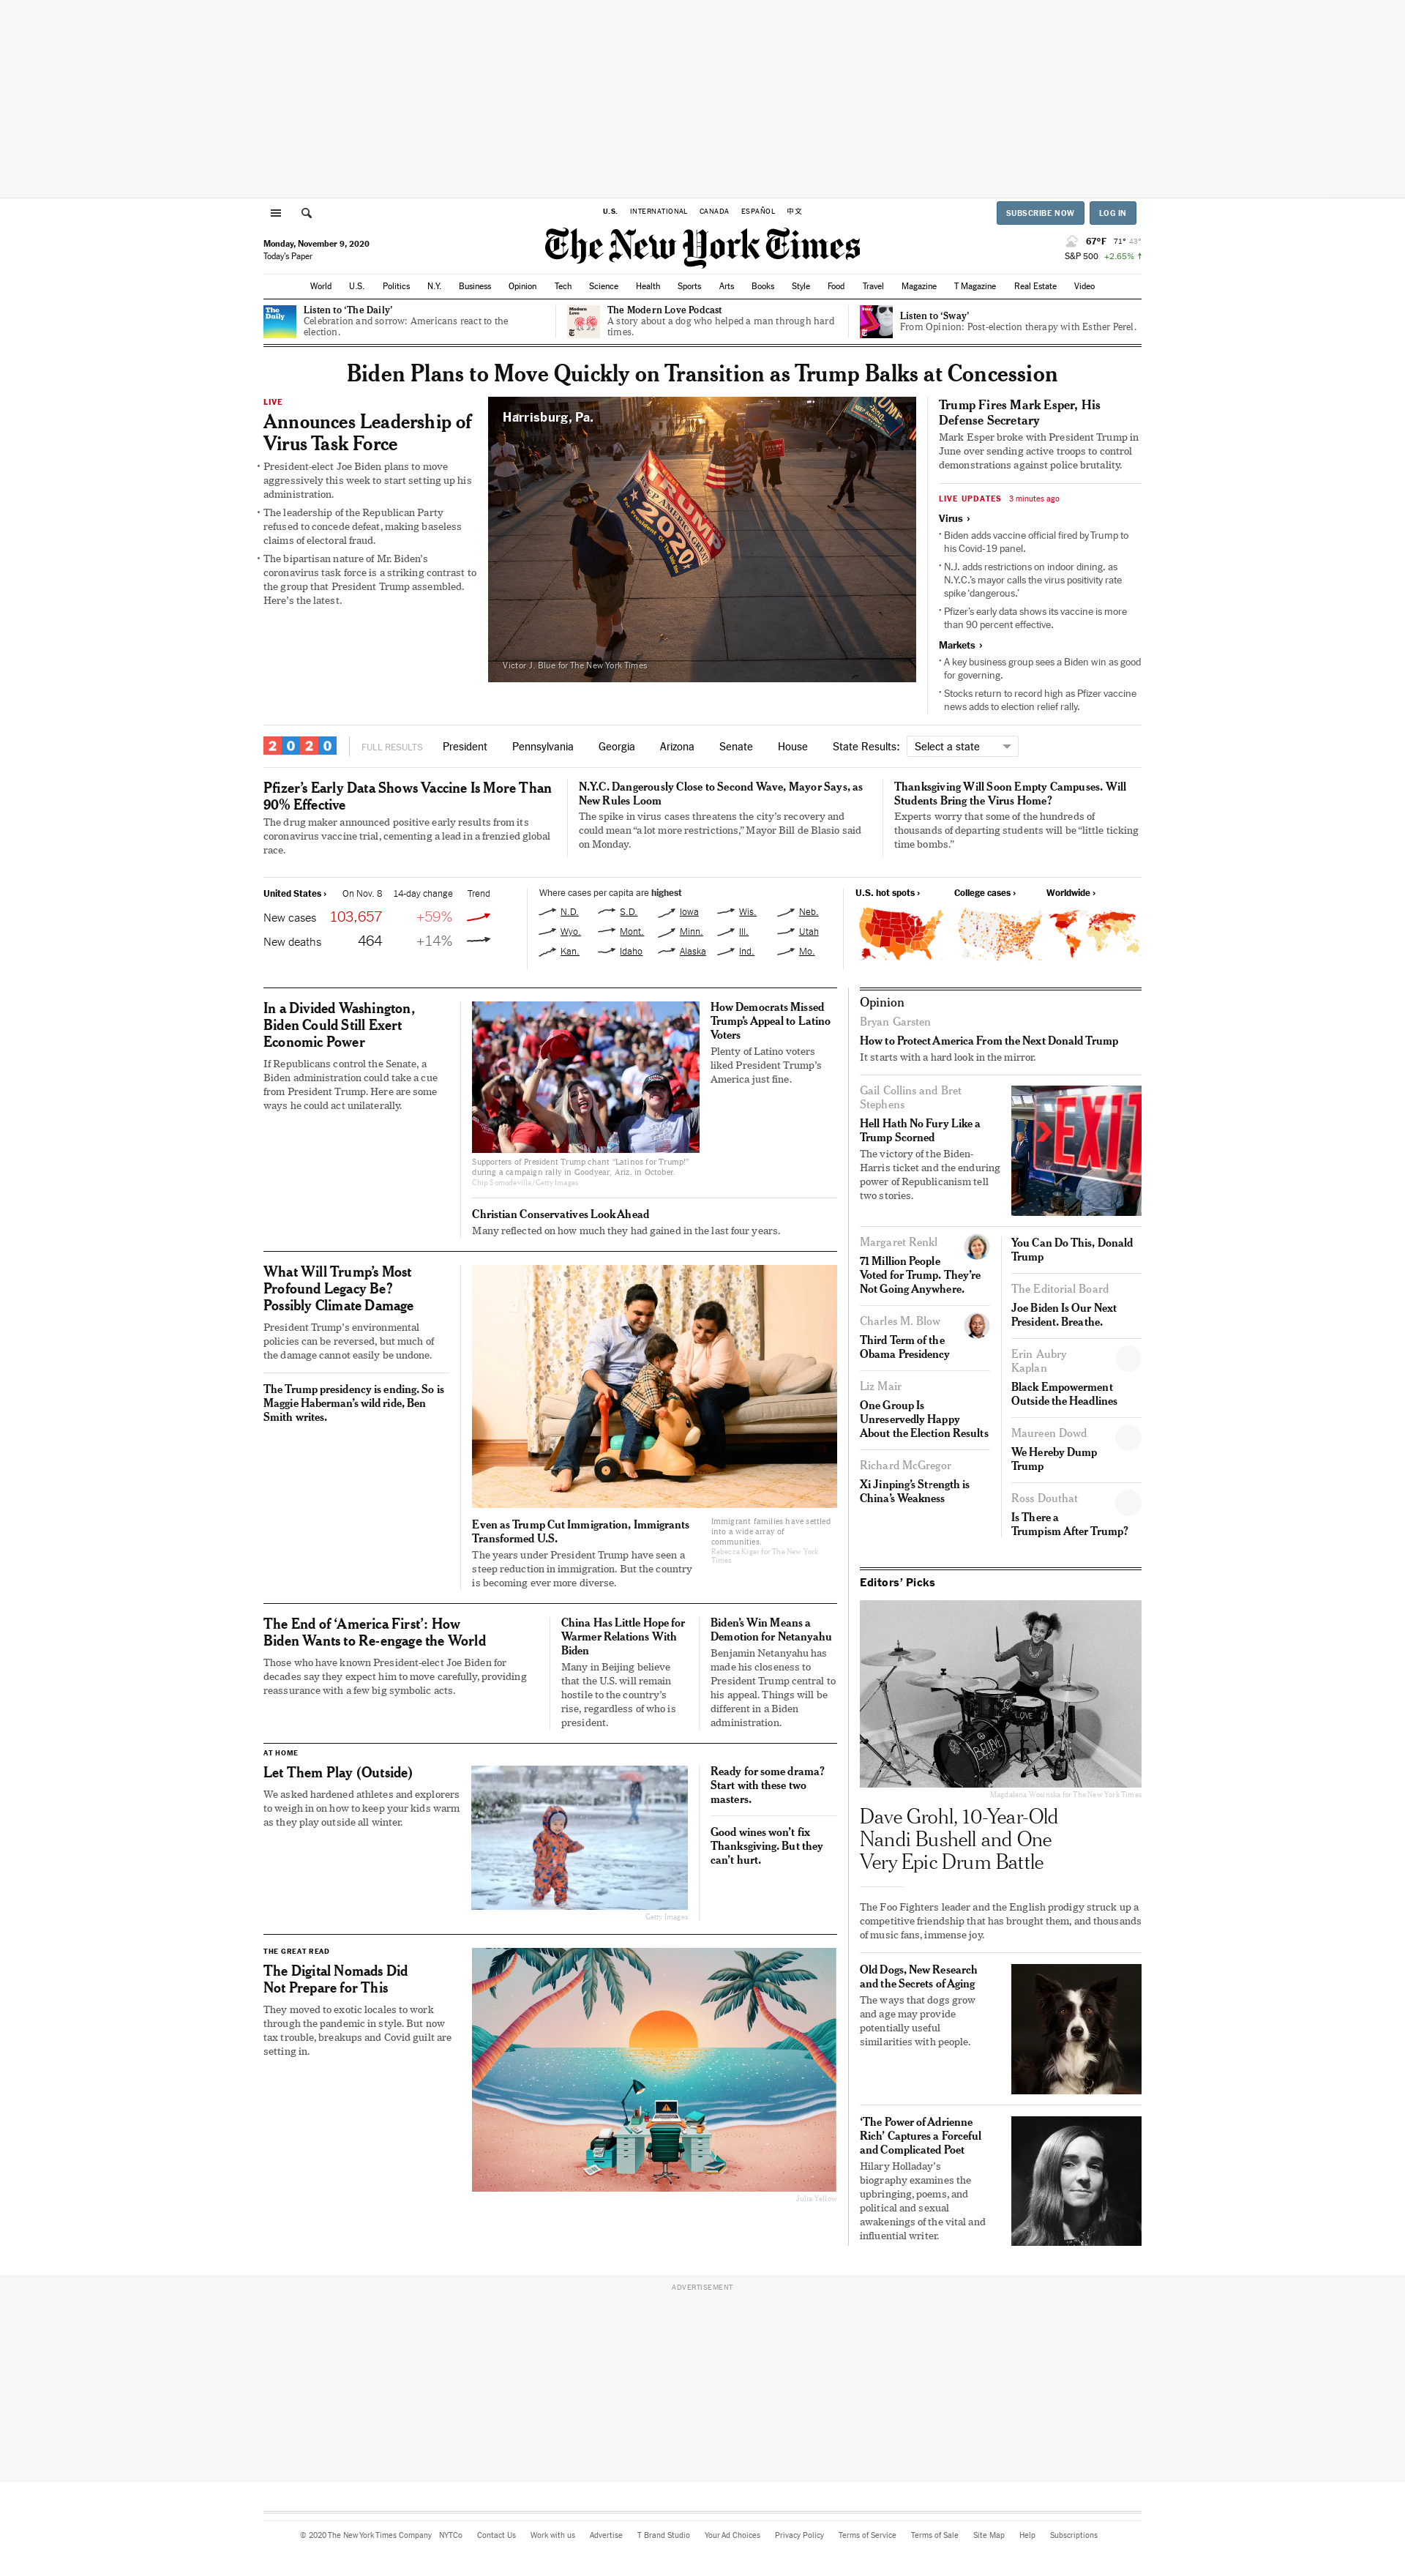 U.S. INTERNATIONAL CANADA ESPAÑOL 中文
SUBSCRIBE NOW LOG IN
Monday, November 9, 2020
Today's Paper
The New York Times
67°F 71° 43°
S&P 500 +2.65% ↑
World U.S. Politics N.Y. Business Opinion Tech Science Health Sports Arts Books Style Food Travel Magazine T Magazine Real Estate Video
The
Daily
Listen to ‘The Daily’
Celebration and sorrow: Americans react to the
election.
Modern
Love
The Modern Love Podcast
A story about a dog who helped a man through hard
times.
Listen to ‘Sway’
From Opinion: Post-election therapy with Esther Perel.
Biden Plans to Move Quickly on Transition as Trump Balks at Concession
LIVE
Announces Leadership of
Virus Task Force
• President-elect Joe Biden plans to move
aggressively this week to start setting up his
administration.
• The leadership of the Republican Party
refused to concede defeat, making baseless
claims of electoral fraud.
• The bipartisan nature of Mr. Biden’s
coronavirus task force is a striking contrast to
the group that President Trump assembled.
Here’s the latest.
Harrisburg, Pa.
TRUMP
KEEP AMERICA GREAT
2020
Victor J. Blue for The New York Times
Trump Fires Mark Esper, His
Defense Secretary
Mark Esper broke with President Trump in
June over sending active troops to control
demonstrations against police brutality.
LIVE UPDATES 3 minutes ago
Virus ›
• Biden adds vaccine official fired by Trump to
his Covid-19 panel.
• N.J. adds restrictions on indoor dining, as
N.Y.C.’s mayor calls the virus positivity rate
spike ‘dangerous.’
• Pfizer’s early data shows its vaccine is more
than 90 percent effective.
Markets ›
• A key business group sees a Biden win as good
for governing.
• Stocks return to record high as Pfizer vaccine
news adds to election relief rally.
2020 FULL RESULTS President Pennsylvania Georgia Arizona Senate House State Results: Select a state
Pfizer’s Early Data Shows Vaccine Is More Than
90% Effective
The drug maker announced positive early results from its
coronavirus vaccine trial, cementing a lead in a frenzied global
race.
N.Y.C. Dangerously Close to Second Wave, Mayor Says, as
New Rules Loom
The spike in virus cases threatens the city’s recovery and
could mean “a lot more restrictions,” Mayor Bill de Blasio said
on Monday.
Thanksgiving Will Soon Empty Campuses. Will
Students Bring the Virus Home?
Experts worry that some of the hundreds of
thousands of departing students will be “little ticking
time bombs.”
United States › On Nov. 8 14-day change Trend
New cases 103,657 +59%
New deaths 464 +14%
Where cases per capita are highest
N.D. S.D. Iowa Wis. Neb.
Wyo. Mont. Minn. Ill. Utah
Kan. Idaho Alaska Ind. Mo.
U.S. hot spots › College cases › Worldwide ›
In a Divided Washington,
Biden Could Still Exert
Economic Power
If Republicans control the Senate, a
Biden administration could take a cue
from President Trump. Here are some
ways he could act unilaterally.
Supporters of President Trump chant “Latinos for Trump!”
during a campaign rally in Goodyear, Ariz. in October.
Chip Somodevilla/Getty Images
How Democrats Missed
Trump’s Appeal to Latino
Voters
Plenty of Latino voters
liked President Trump’s
America just fine.
Christian Conservatives Look Ahead
Many reflected on how much they had gained in the last four years.
What Will Trump’s Most
Profound Legacy Be?
Possibly Climate Damage
President Trump’s environmental
policies can be reversed, but much of
the damage cannot easily be undone.
The Trump presidency is ending. So is
Maggie Haberman’s wild ride, Ben
Smith writes.
Even as Trump Cut Immigration, Immigrants
Transformed U.S.
The years under President Trump have seen a
steep reduction in immigration. But the country
is becoming ever more diverse.
Immigrant families have settled
into a wide array of
communities.
Rebecca Kiger for The New York
Times
The End of ‘America First’: How
Biden Wants to Re-engage the World
Those who have known President-elect Joe Biden for
decades say they expect him to move carefully, providing
reassurance with a few big symbolic acts.
China Has Little Hope for
Warmer Relations With
Biden
Many in Beijing believe
that the U.S. will remain
hostile to the country’s
rise, regardless of who is
president.
Biden’s Win Means a
Demotion for Netanyahu
Benjamin Netanyahu has
made his closeness to
President Trump central to
his appeal. Things will be
different in a Biden
administration.
AT HOME
Let Them Play (Outside)
We asked hardened athletes and explorers
to weigh in on how to keep your kids warm
as they play outside all winter.
Getty Images
Ready for some drama?
Start with these two
masters.
Good wines won’t fix
Thanksgiving. But they
can’t hurt.
THE GREAT READ
The Digital Nomads Did
Not Prepare for This
They moved to exotic locales to work
through the pandemic in style. But now
tax trouble, breakups and Covid guilt are
setting in.
Julia Yellow
Opinion
Bryan Garsten
How to Protect America From the Next Donald Trump
It starts with a hard look in the mirror.
Gail Collins and Bret
Stephens
Hell Hath No Fury Like a
Trump Scorned
The victory of the Biden-
Harris ticket and the enduring
power of Republicanism tell
two stories.
EXIT
Margaret Renkl
71 Million People
Voted for Trump. They’re
Not Going Anywhere.
Charles M. Blow
Third Term of the
Obama Presidency
Liz Mair
One Group Is
Unreservedly Happy
About the Election Results
Richard McGregor
Xi Jinping’s Strength is
China’s Weakness
You Can Do This, Donald
Trump
The Editorial Board
Joe Biden Is Our Next
President. Breathe.
Erin Aubry
Kaplan
Black Empowerment
Outside the Headlines
Maureen Dowd
We Hereby Dump
Trump
Ross Douthat
Is There a
Trumpism After Trump?
Editors’ Picks
LOVE
BELIEVE
Magdalena Wosinska for The New York Times
Dave Grohl, 10-Year-Old
Nandi Bushell and One
Very Epic Drum Battle
The Foo Fighters leader and the English prodigy struck up a
competitive friendship that has brought them, and thousands
of music fans, immense joy.
Old Dogs, New Research
and the Secrets of Aging
The ways that dogs grow
and age may provide
potentially useful
similarities with people.
‘The Power of Adrienne
Rich’ Captures a Forceful
and Complicated Poet
Hilary Holladay’s
biography examines the
upbringing, poems, and
political and sexual
awakenings of the vital and
influential writer.
ADVERTISEMENT
© 2020 The New York Times Company NYTCo Contact Us Work with us Advertise T Brand Studio Your Ad Choices Privacy Policy Terms of Service Terms of Sale Site Map Help Subscriptions